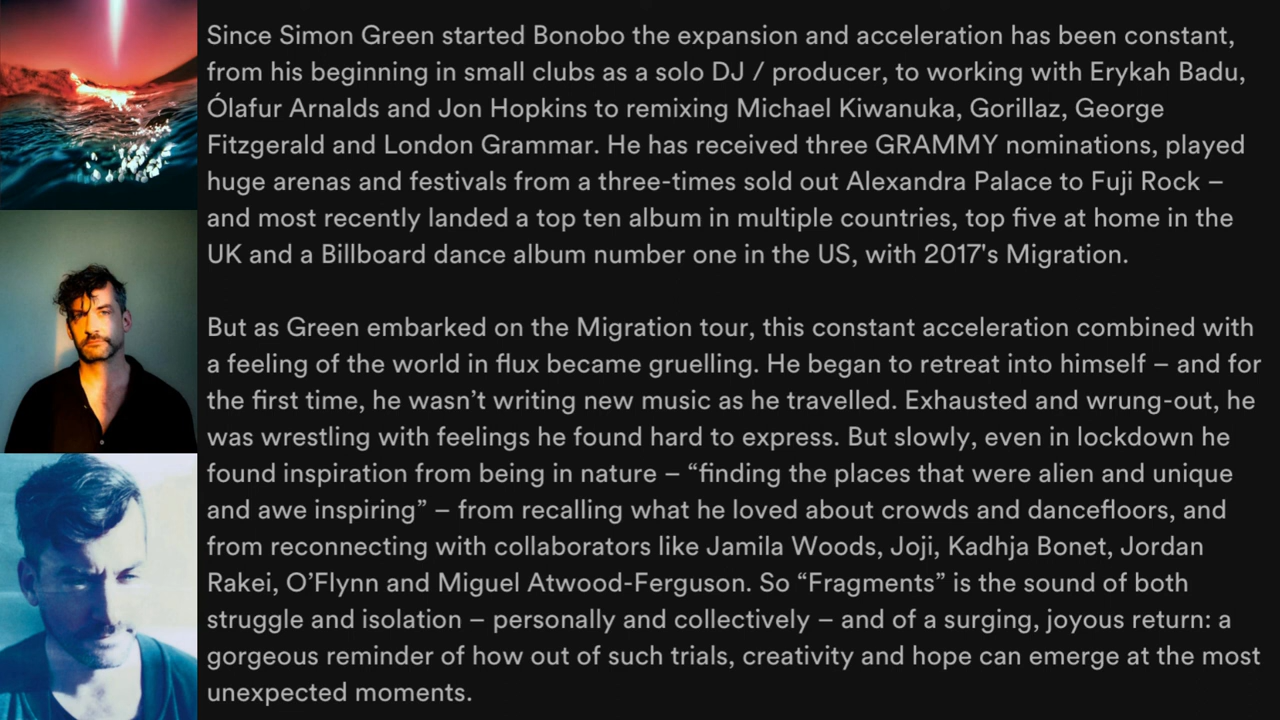 Since Simon Green started Bonobo the expansion and acceleration has been constant,
from his beginning in small clubs as a solo DJ / producer, to working with Erykah Badu,
Ólafur Arnalds and Jon Hopkins to remixing Michael Kiwanuka, Gorillaz, George
Fitzgerald and London Grammar. He has received three GRAMMY nominations, played
huge arenas and festivals from a three-times sold out Alexandra Palace to Fuji Rock –
and most recently landed a top ten album in multiple countries, top five at home in the
UK and a Billboard dance album number one in the US, with 2017's Migration.
But as Green embarked on the Migration tour, this constant acceleration combined with
a feeling of the world in flux became gruelling. He began to retreat into himself – and for
the first time, he wasn’t writing new music as he travelled. Exhausted and wrung-out, he
was wrestling with feelings he found hard to express. But slowly, even in lockdown he
found inspiration from being in nature – “finding the places that were alien and unique
and awe inspiring” – from recalling what he loved about crowds and dancefloors, and
from reconnecting with collaborators like Jamila Woods, Joji, Kadhja Bonet, Jordan
Rakei, O’Flynn and Miguel Atwood-Ferguson. So “Fragments” is the sound of both
struggle and isolation – personally and collectively – and of a surging, joyous return: a
gorgeous reminder of how out of such trials, creativity and hope can emerge at the most
unexpected moments.